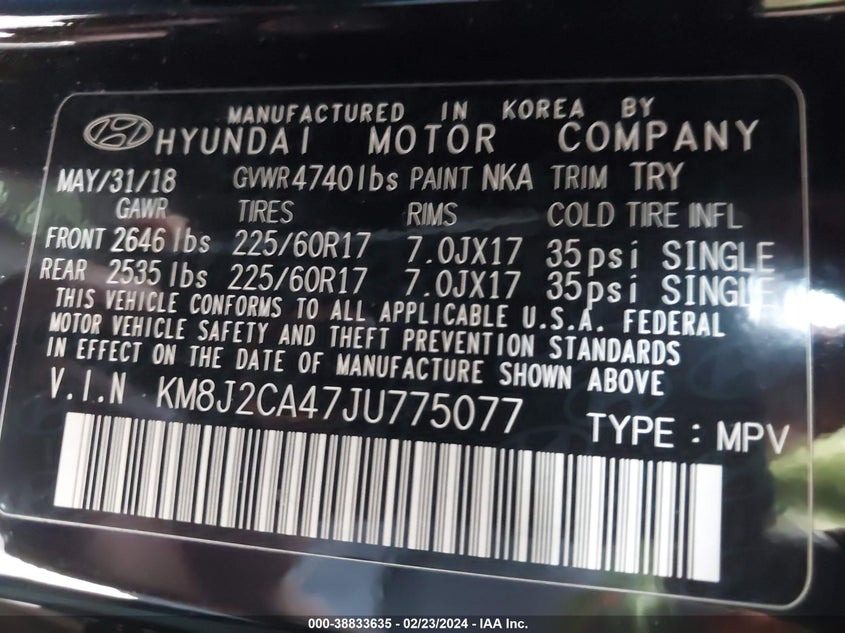 MANUFACTURED IN KOREA BY
HYUNDAI MOTOR COMPANY
MAY/31/18 GVWR 4740lbs PAINT NKA TRIM TRY
GAWR TIRES RIMS COLD TIRE INFL
FRONT 2646 lbs 225/60R17 7.0JX17 35psi SINGLE
REAR 2535 lbs 225/60R17 7.0JX17 35psi SINGLE
THIS VEHICLE CONFORMS TO ALL APPLICABLE U.S.A. FEDERAL
MOTOR VEHICLE SAFETY AND THEFT PREVENTION STANDARDS
IN EFFECT ON THE DATE OF MANUFACTURE SHOWN ABOVE
V.I.N KM8J2CA47JU775077 TYPE : MPV
000-38833635 - 02/23/2024 - IAA Inc.